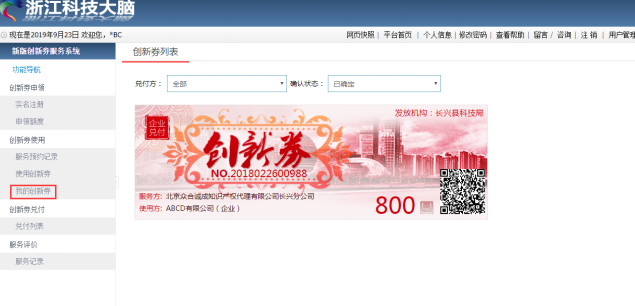 浙江科技大脑
现在是2019年9月23日 欢迎您，*BC
网页快照 | 平台首页 | 个人信息 | 修改密码 | 查看帮助 | 留言 / 咨询 | 注 销 | 用户管理
新版创新券服务系统
创新券列表
功能导航
创新券申领
实名注册
申请额度
创新券使用
服务预约记录
使用创新券
我的创新券
创新券兑付
兑付列表
服务评价
服务记录
兑付方： 全部 确认状态： 已确定
发放机构：长兴县科技局
企业兑付
创新券
NO.2018022600988
服务方: 北京众合诚成知识产权代理有限公司长兴分公司
使用方: ABCD有限公司（企业）
800